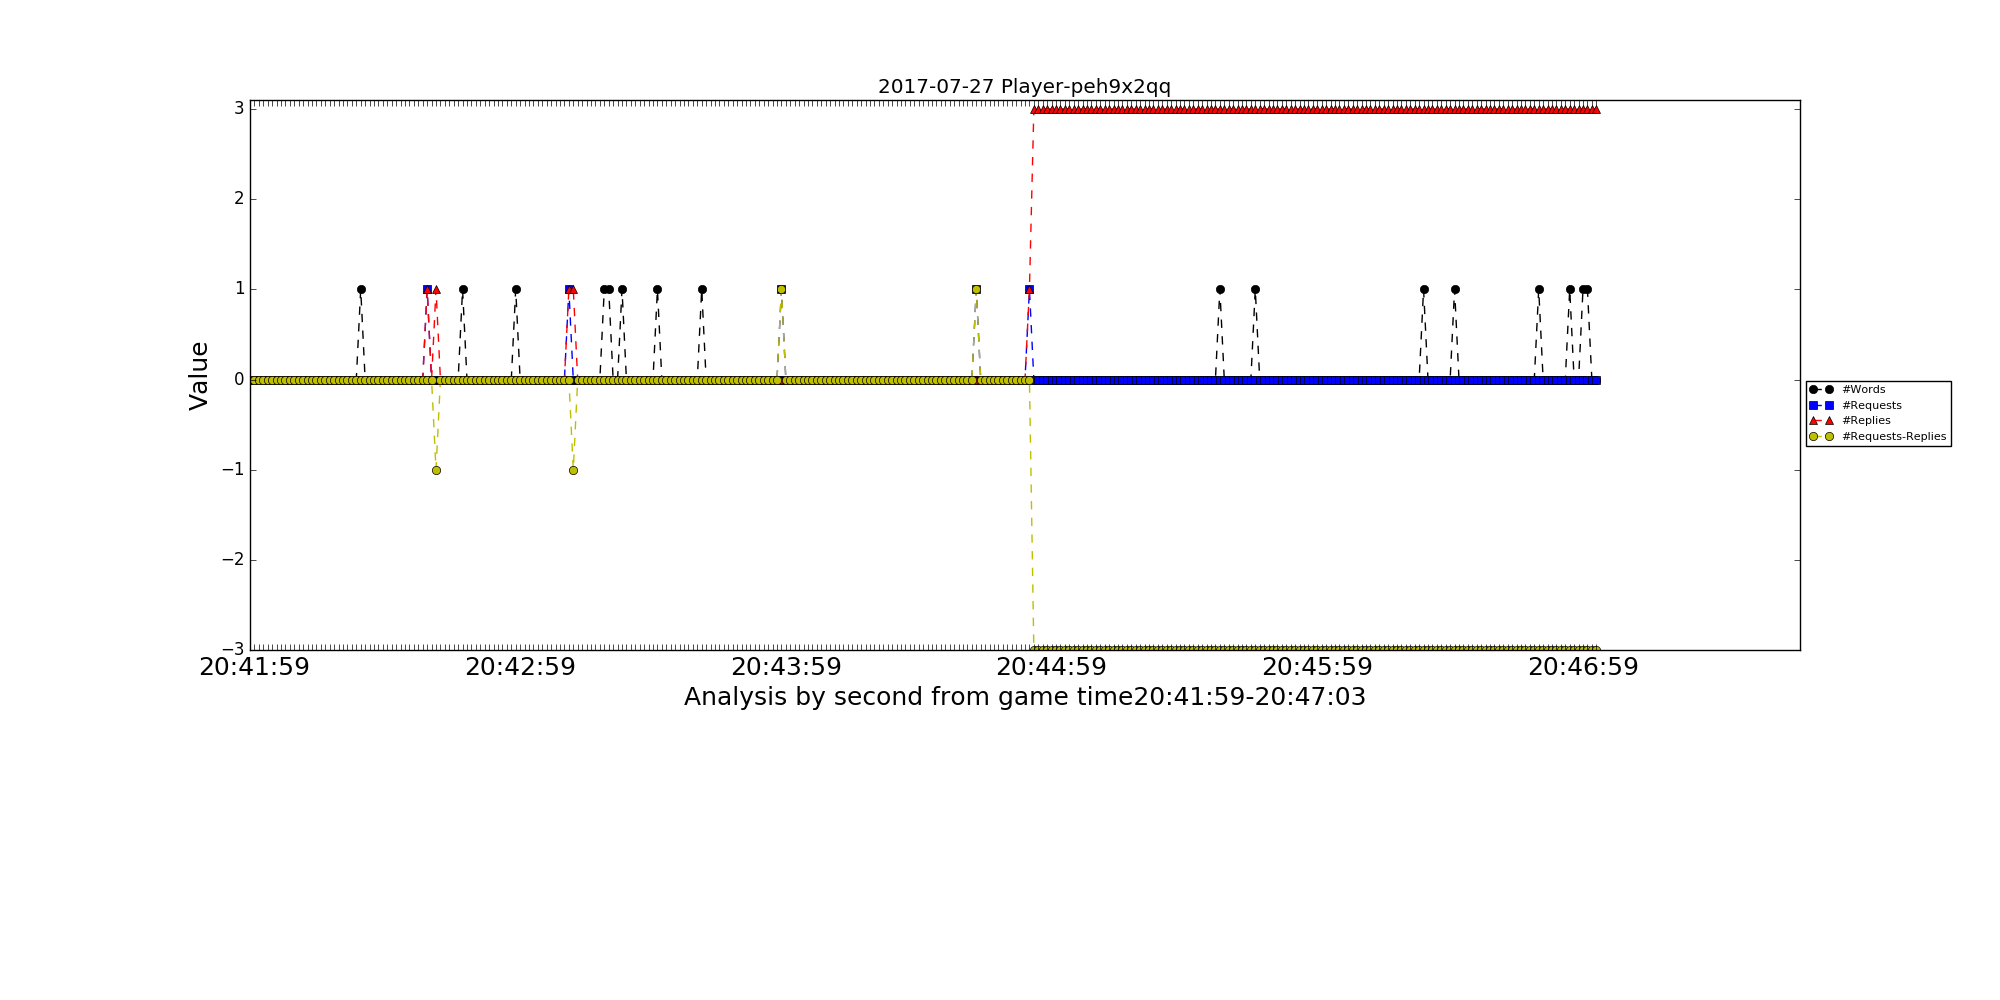 2017-07-27 Player-peh9x2qq
3
2
1
0
−1
−2
−3
Value
20:41:59 20:42:59 20:43:59 20:44:59 20:45:59 20:46:59
Analysis by second from game time20:41:59-20:47:03
#Words
#Requests
#Replies
#Requests-Replies